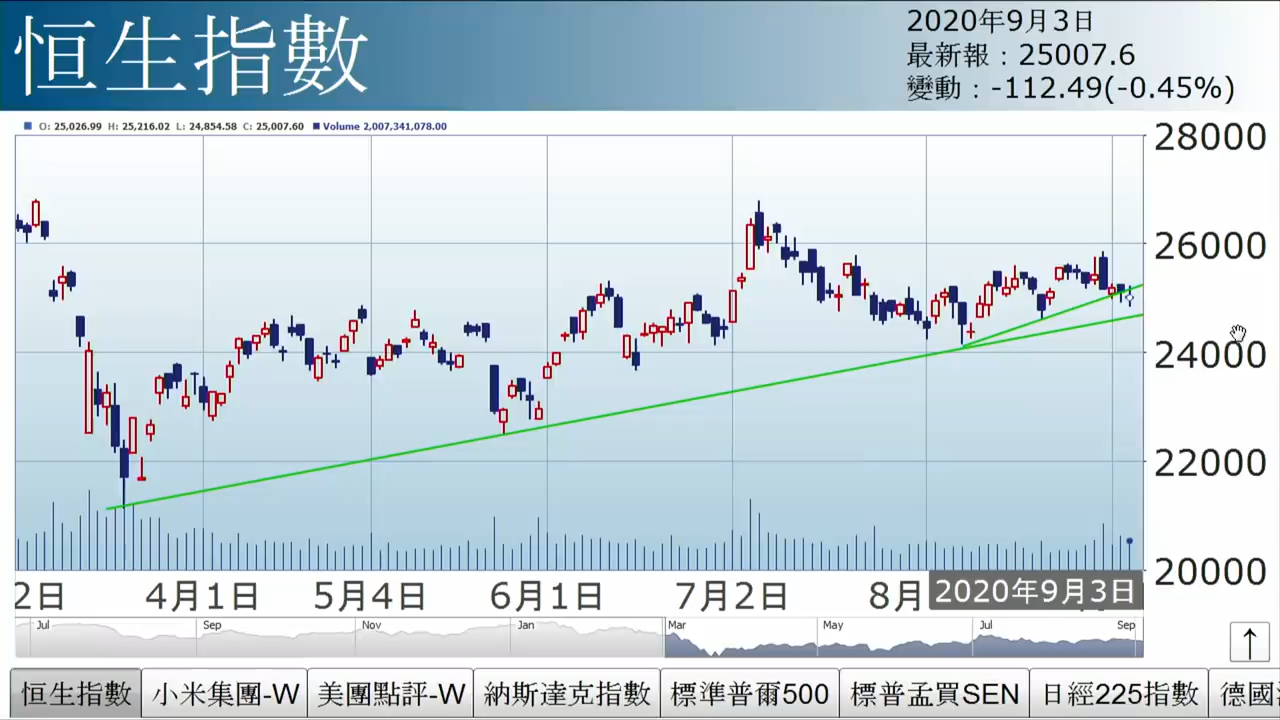 恒生指數
2020年9月3日
最新報：25007.6
變動：-112.49(-0.45%)
O: 25,026.99 H: 25,216.02 L: 24,854.58 C: 25,007.60 Volume 2,007,341,078.00
28000
26000
24000
22000
20000
2日 4月1日 5月4日 6月1日 7月2日 8月 2020年9月3日
Jul Sep Nov Jan Mar May Jul Sep
恒生指數 小米集團-W 美團點評-W 納斯達克指數 標準普爾500 標普孟買SEN 日經225指數 德國